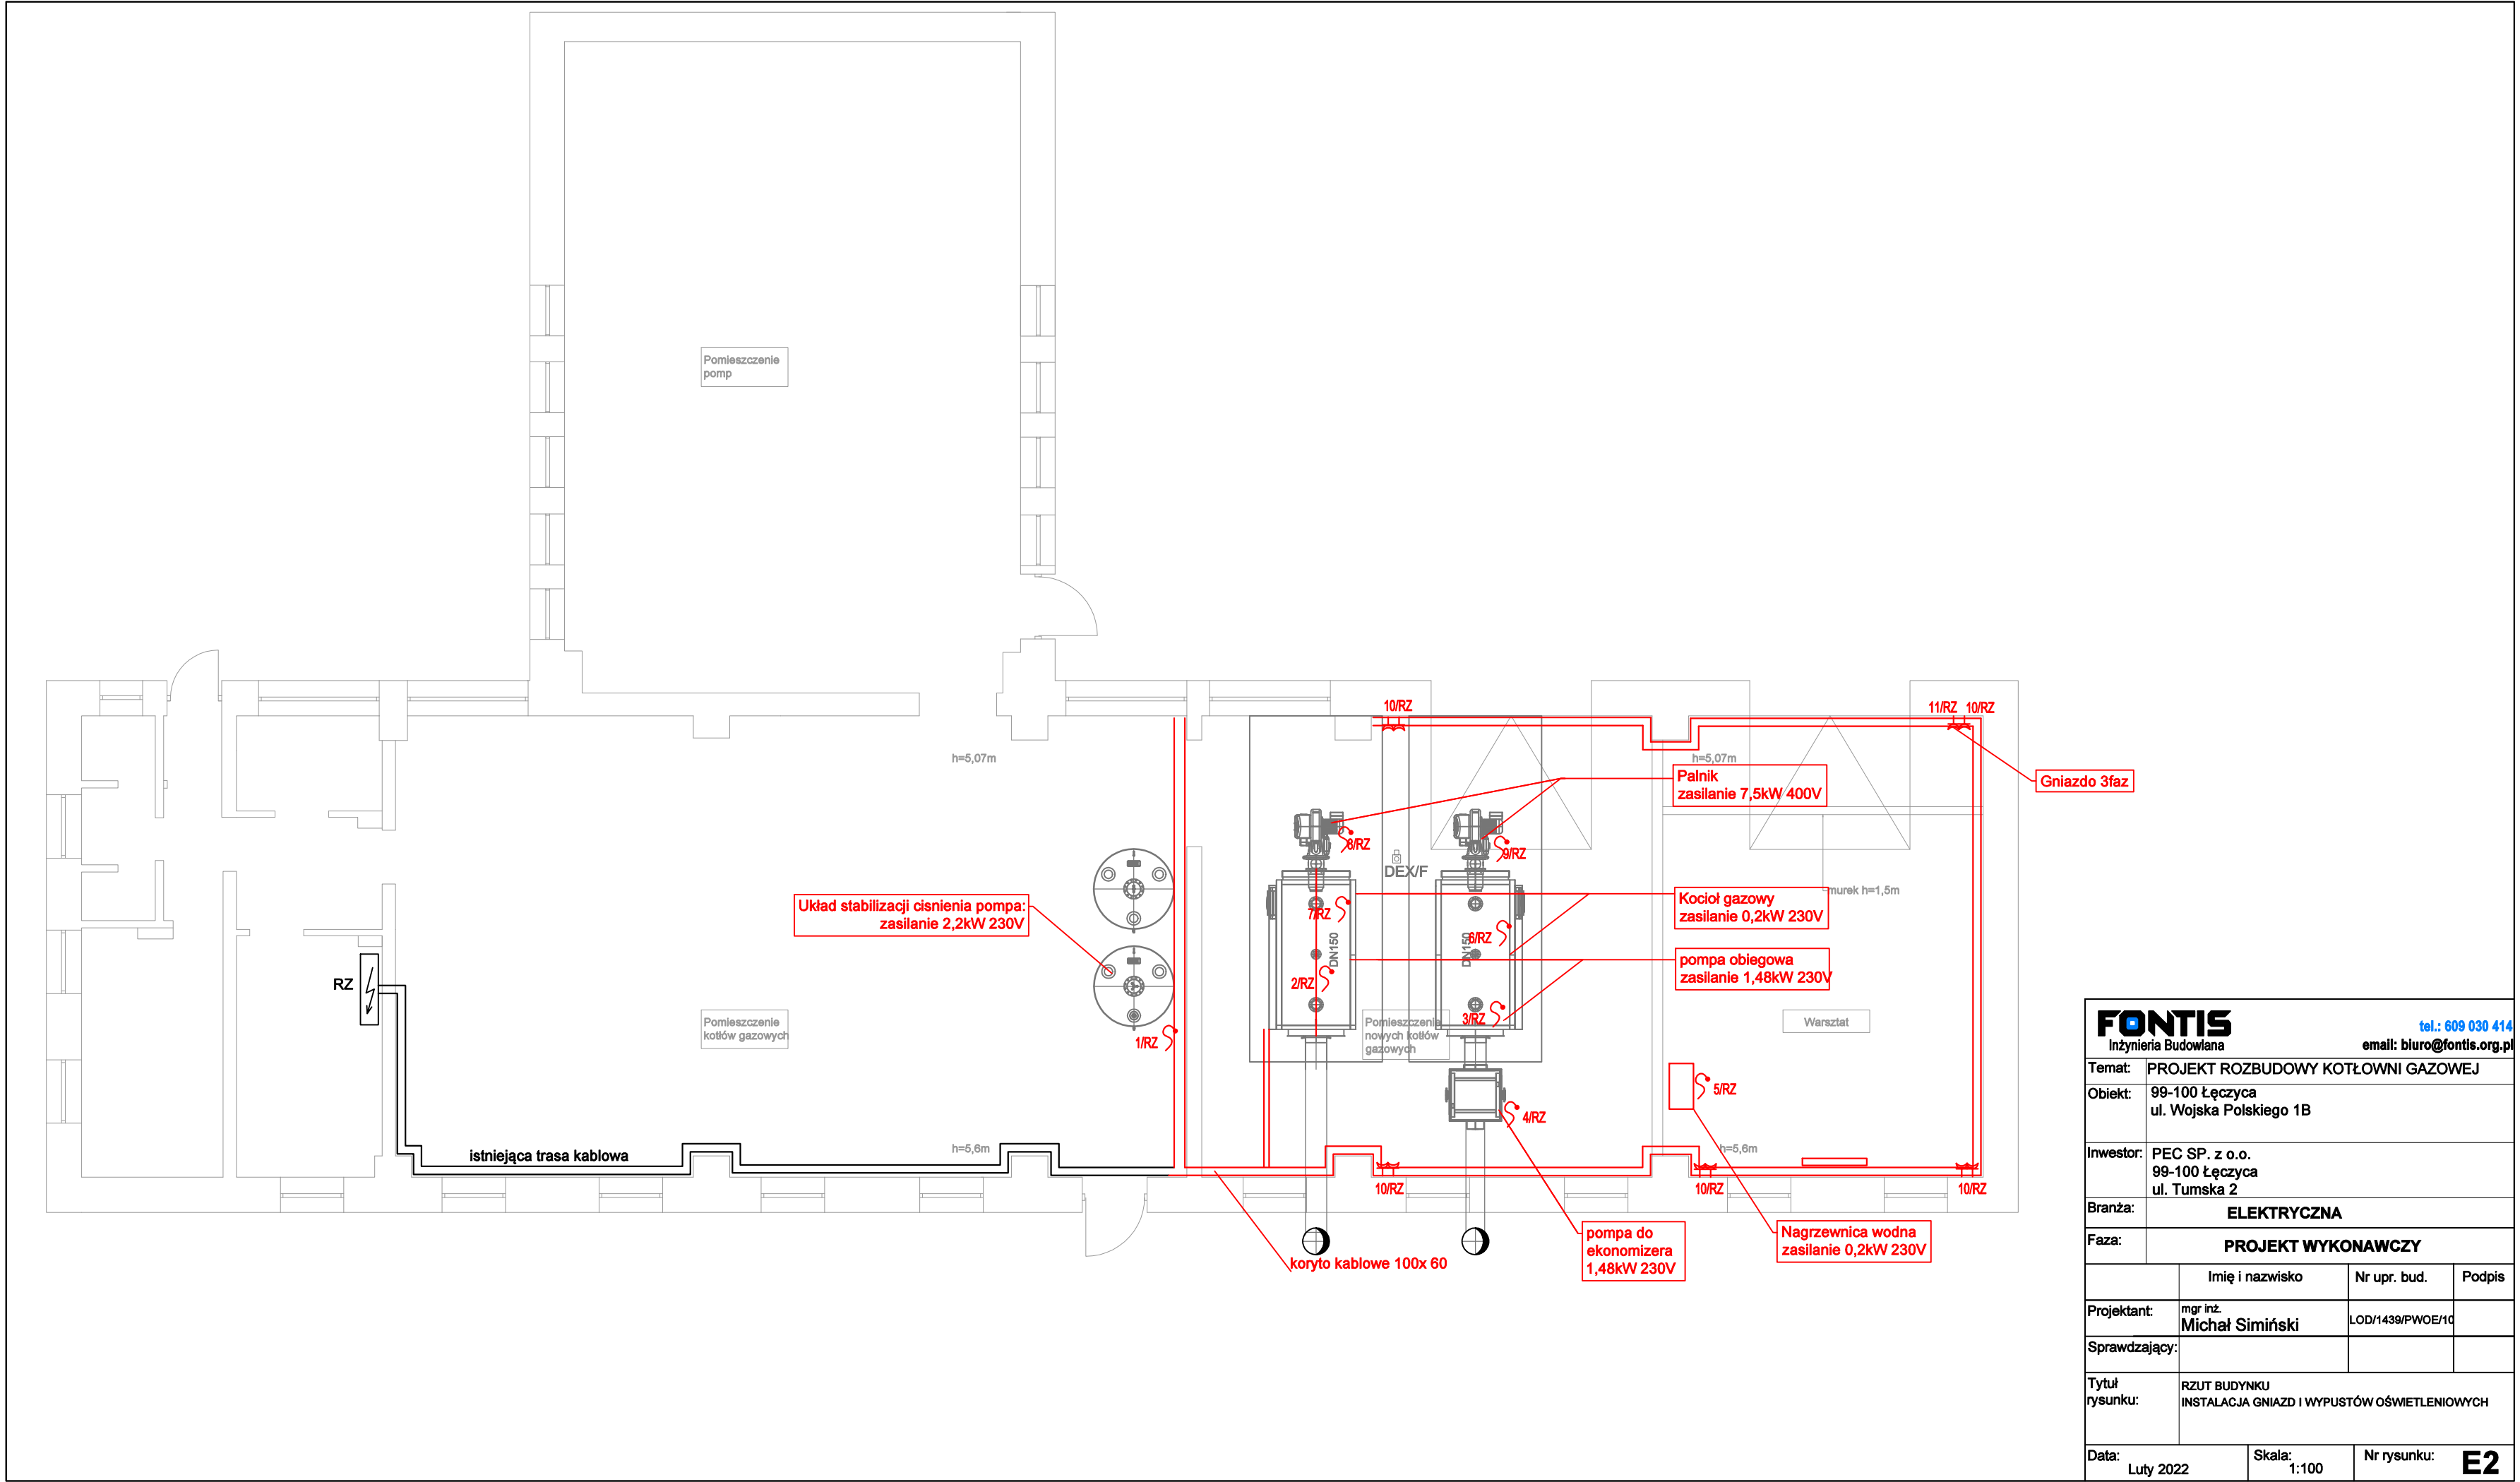 Pomieszczenie
pomp
10/RZ
11/RZ 10/RZ
h=5,07m
h=5,07m
Palnik
zasilanie 7,5kW 400V
Gniazdo 3faz
8/RZ
9/RZ
DEX/F
Układ stabilizacji cisnienia pompa:
zasilanie 2,2kW 230V
7/RZ
6/RZ
DN150
DN150
Kocioł gazowy
zasilanie 0,2kW 230V
murek h=1,5m
pompa obiegowa
zasilanie 1,48kW 230V
RZ
2/RZ
3/RZ
1/RZ
Pomieszczenie
kotłów gazowych
Pomieszczenie
nowych kotłów
gazowych
Warsztat
5/RZ
4/RZ
istniejąca trasa kablowa
h=5,6m
h=5,6m
10/RZ
10/RZ
10/RZ
koryto kablowe 100x 60
pompa do
ekonomizera
1,48kW 230V
Nagrzewnica wodna
zasilanie 0,2kW 230V
FONTIS
Inżynieria Budowlana
tel.: 609 030 414
email: biuro@fontis.org.pl
Temat: PROJEKT ROZBUDOWY KOTŁOWNI GAZOWEJ
Obiekt: 99-100 Łęczyca
ul. Wojska Polskiego 1B
Inwestor: PEC SP. z o.o.
99-100 Łęczyca
ul. Tumska 2
Branża: ELEKTRYCZNA
Faza: PROJEKT WYKONAWCZY
Imię i nazwisko Nr upr. bud. Podpis
Projektant: mgr inż.
Michał Simiński LOD/1439/PWOE/10
Sprawdzający:
Tytuł
rysunku:
RZUT BUDYNKU
INSTALACJA GNIAZD I WYPUSTÓW OŚWIETLENIOWYCH
Data: Luty 2022
Skala: 1:100
Nr rysunku: E2